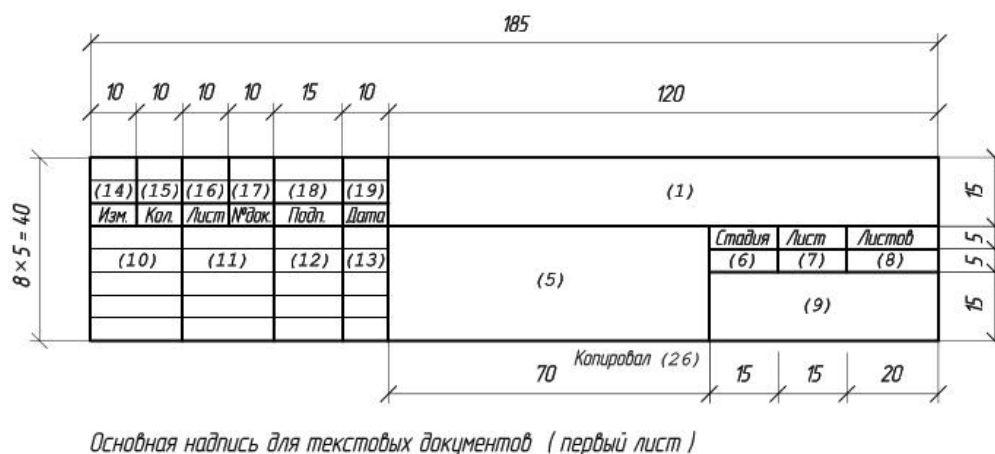 185
10 10 10 10 15 10 120
(14) (15) (16) (17) (18) (19) (1) 15
Изм. Кол. Лист №док. Подп. Дата
8×5=40
Стадия Лист Листов 5
(10) (11) (12) (13) (5) (6) (7) (8) 5
(9) 15
Копировал (26)
70 15 15 20
Основная надпись для текстовых документов ( первый лист )